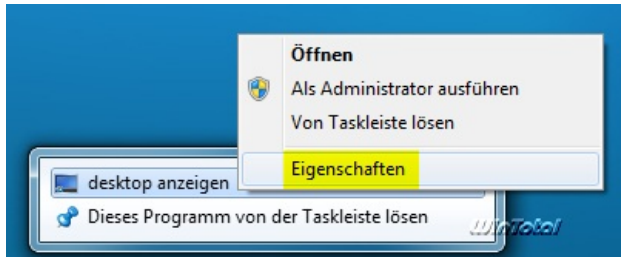 Öffnen
Als Administrator ausführen
Von Taskleiste lösen
Eigenschaften
desktop anzeigen
Dieses Programm von der Taskleiste lösen
WinTotal